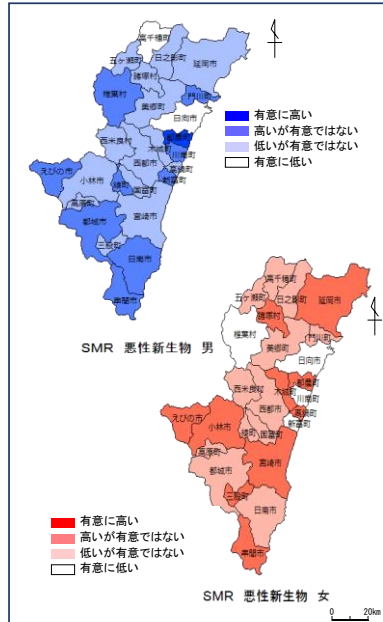 高千穂町
五ヶ瀬町
日之影町
延岡市
諸塚村
椎葉村
門川町
美郷町
日向市
西米良村
木城町
都農町
川南町
西都市
高鍋町
新富町
えびの市
小林市
綾町
国富町
高原町
宮崎市
都城市
三股町
日南市
串間市
有意に高い
高いが有意ではない
低いが有意ではない
有意に低い
SMR 悪性新生物 男
高千穂町
五ヶ瀬町
日之影町
延岡市
諸塚村
椎葉村
門川町
美郷町
日向市
西米良村
木城町
都農町
川南町
西都市
高鍋町
新富町
えびの市
小林市
綾町
国富町
高原町
宮崎市
都城市
三股町
日南市
串間市
有意に高い
高いが有意ではない
低いが有意ではない
有意に低い
SMR 悪性新生物 女
0 20km